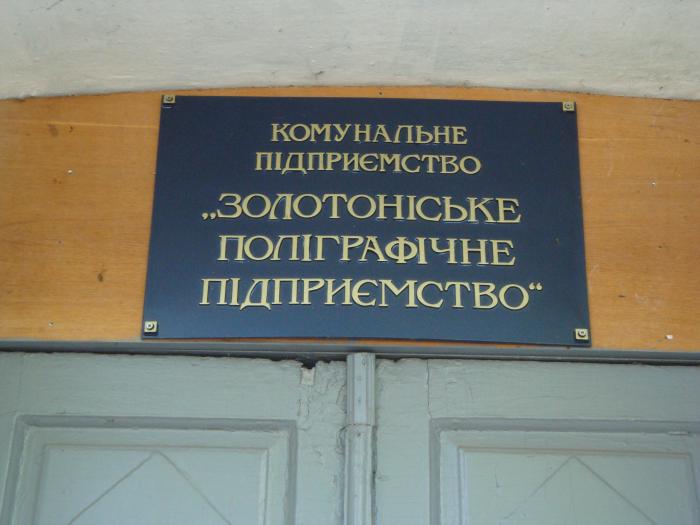 КОМУНАЛЬНЕ
ПІДПРИЄМСТВО
„ЗОЛОТОНІСЬКЕ
ПОЛІГРАФІЧНЕ
ПІДПРИЄМСТВО“